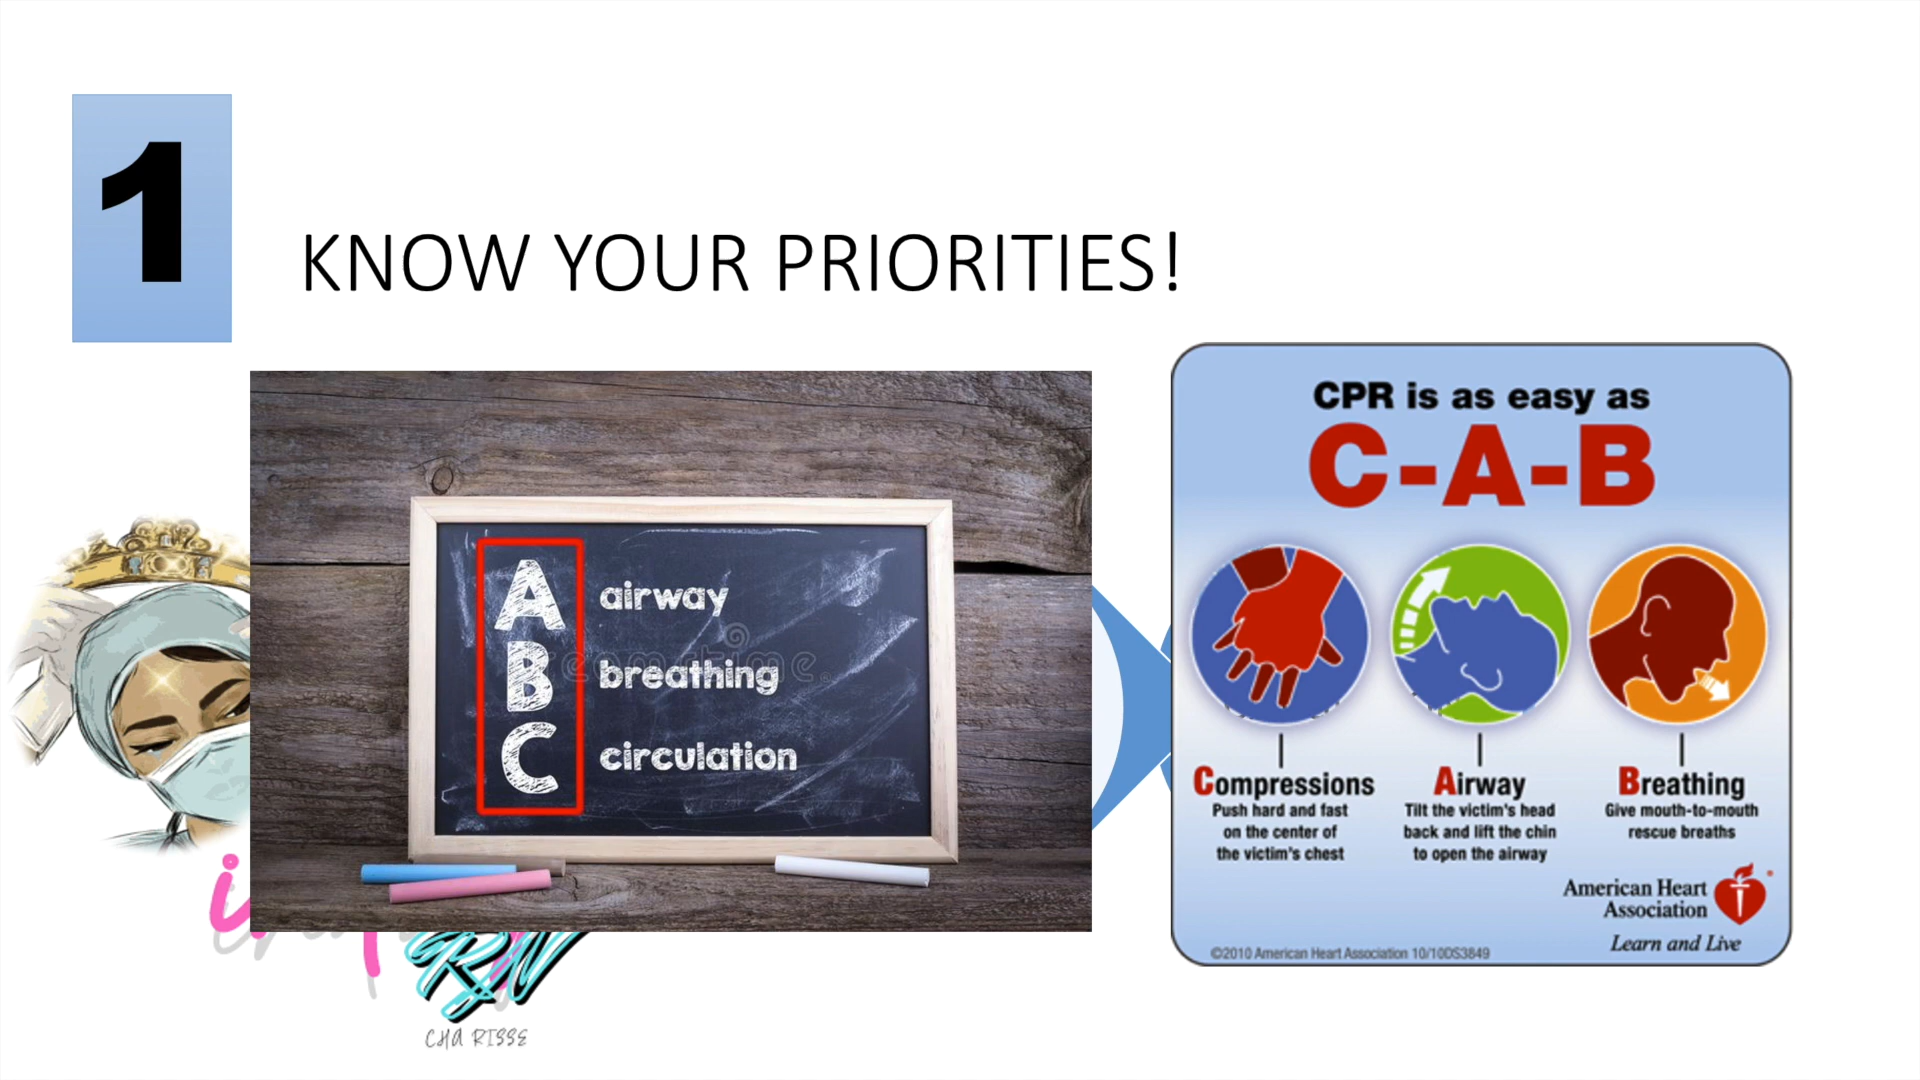 1
KNOW YOUR PRIORITIES!
A airway
B breathing
C circulation
CPR is as easy as
C-A-B
Compressions
Push hard and fast
on the center of
the victim's chest
Airway
Tilt the victim's head
back and lift the chin
to open the airway
Breathing
Give mouth-to-mouth
rescue breaths
American Heart
Association
Learn and Live
©2010 American Heart Association 10/10DS3849
RN
CHA RISSE